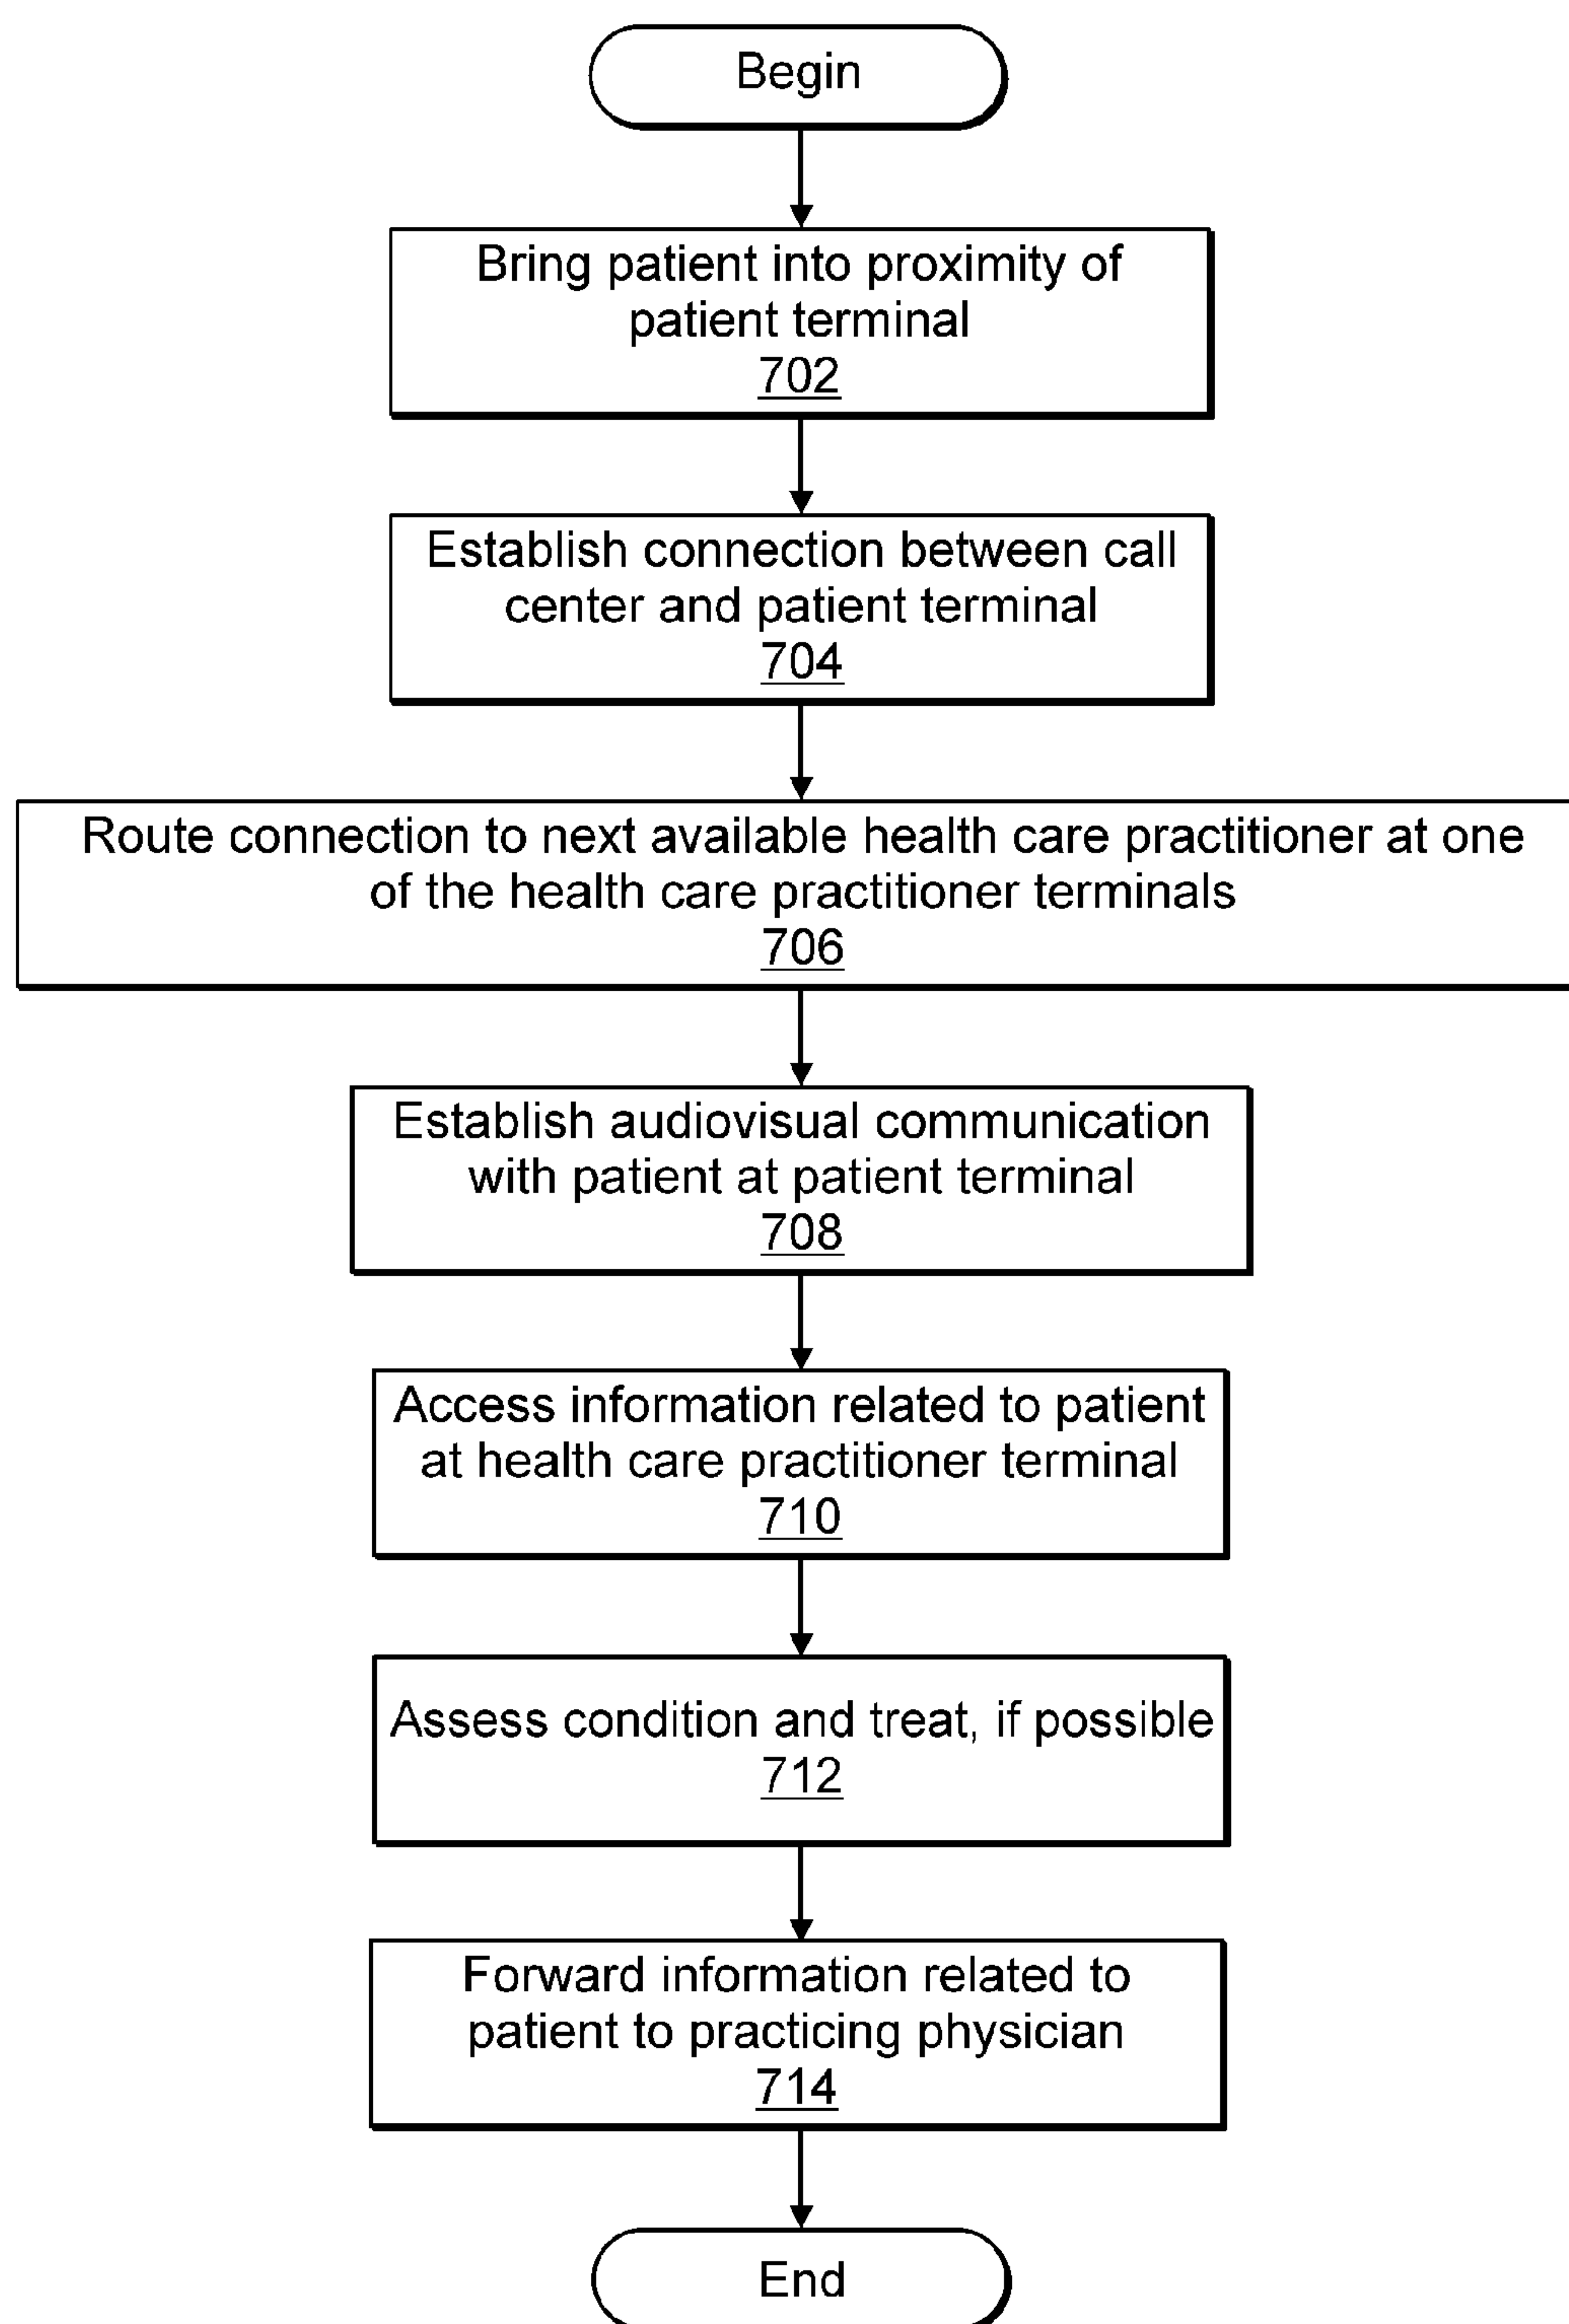 Begin
Bring patient into proximity of
patient terminal
702
Establish connection between call
center and patient terminal
704
Route connection to next available health care practitioner at one
of the health care practitioner terminals
706
Establish audiovisual communication
with patient at patient terminal
708
Access information related to patient
at health care practitioner terminal
710
Assess condition and treat, if possible
712
Forward information related to
patient to practicing physician
714
End